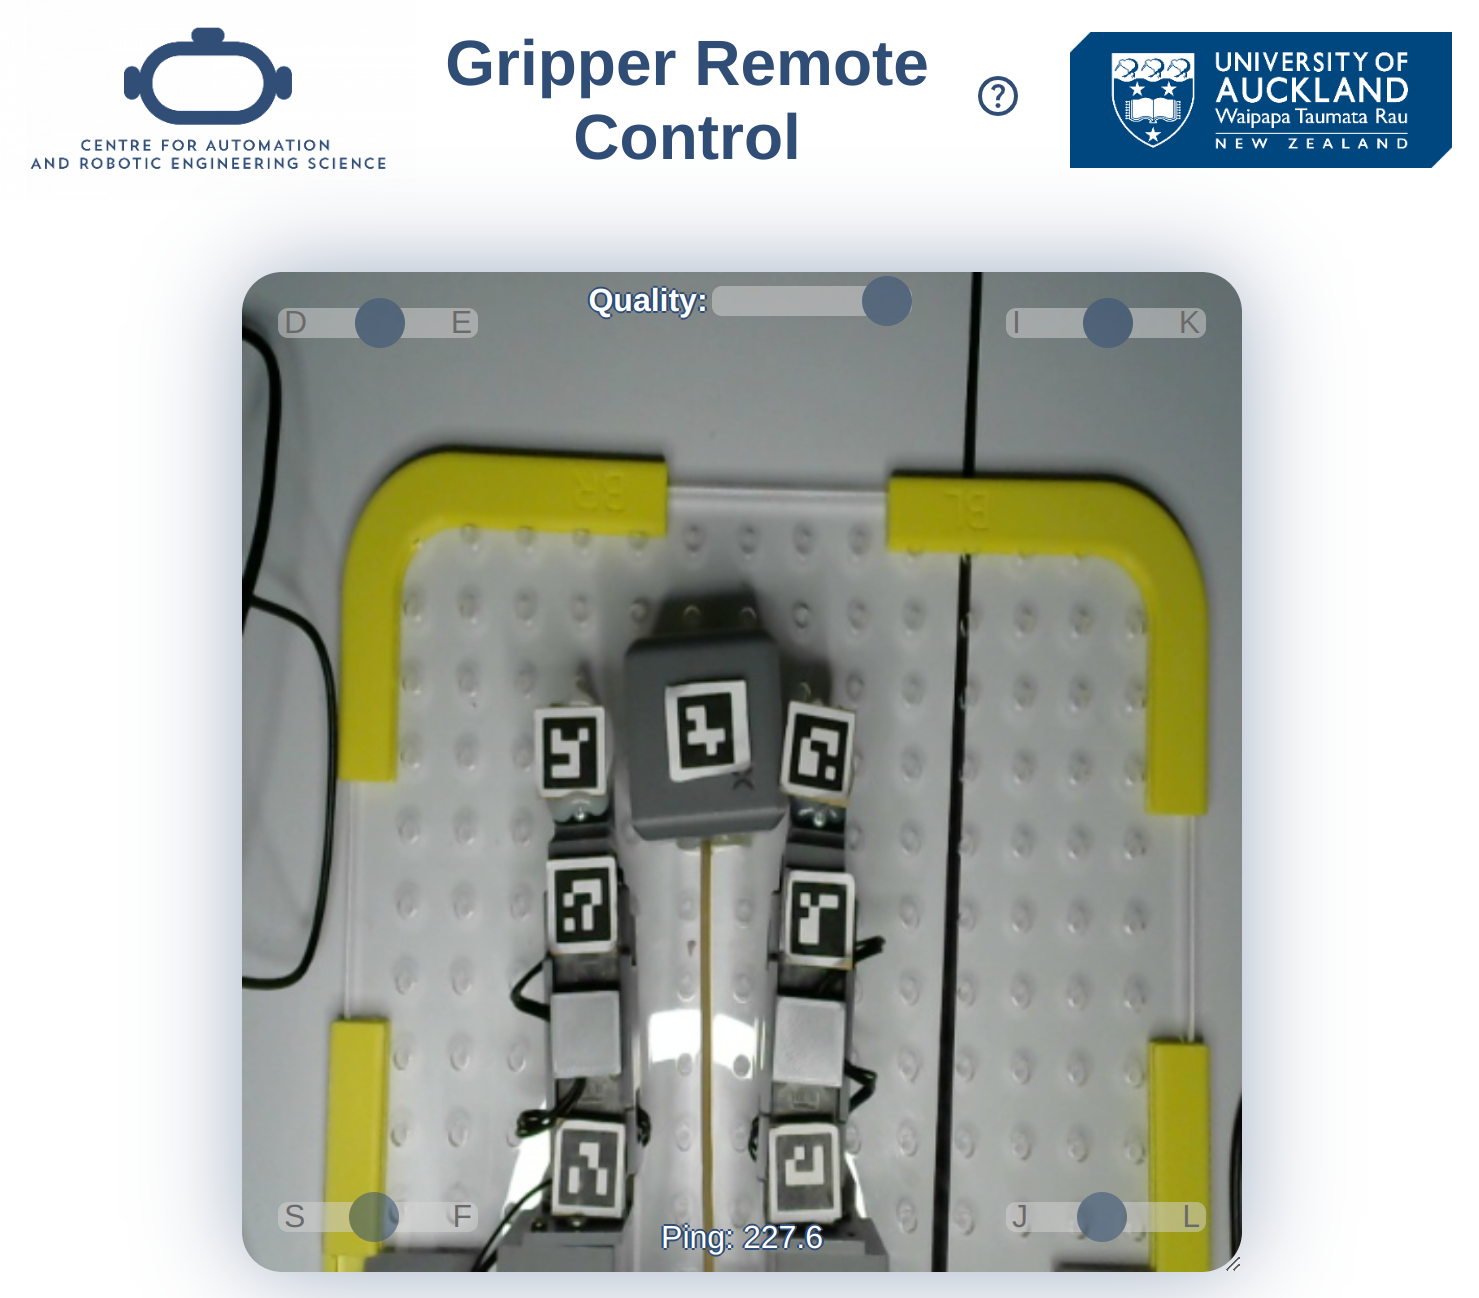 CENTRE FOR AUTOMATION
AND ROBOTIC ENGINEERING SCIENCE
Gripper Remote
Control
?
UNIVERSITY OF
AUCKLAND
Waipapa Taumata Rau
NEW ZEALAND
D E
Quality:
I K
BR
BL
X
S F
J L
Ping: 227.6